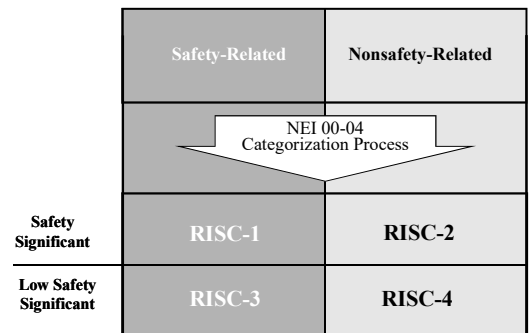 Safety-Related
Nonsafety-Related
NEI 00-04
Categorization Process
Safety
Significant
RISC-1
RISC-2
Low Safety
Significant
RISC-3
RISC-4